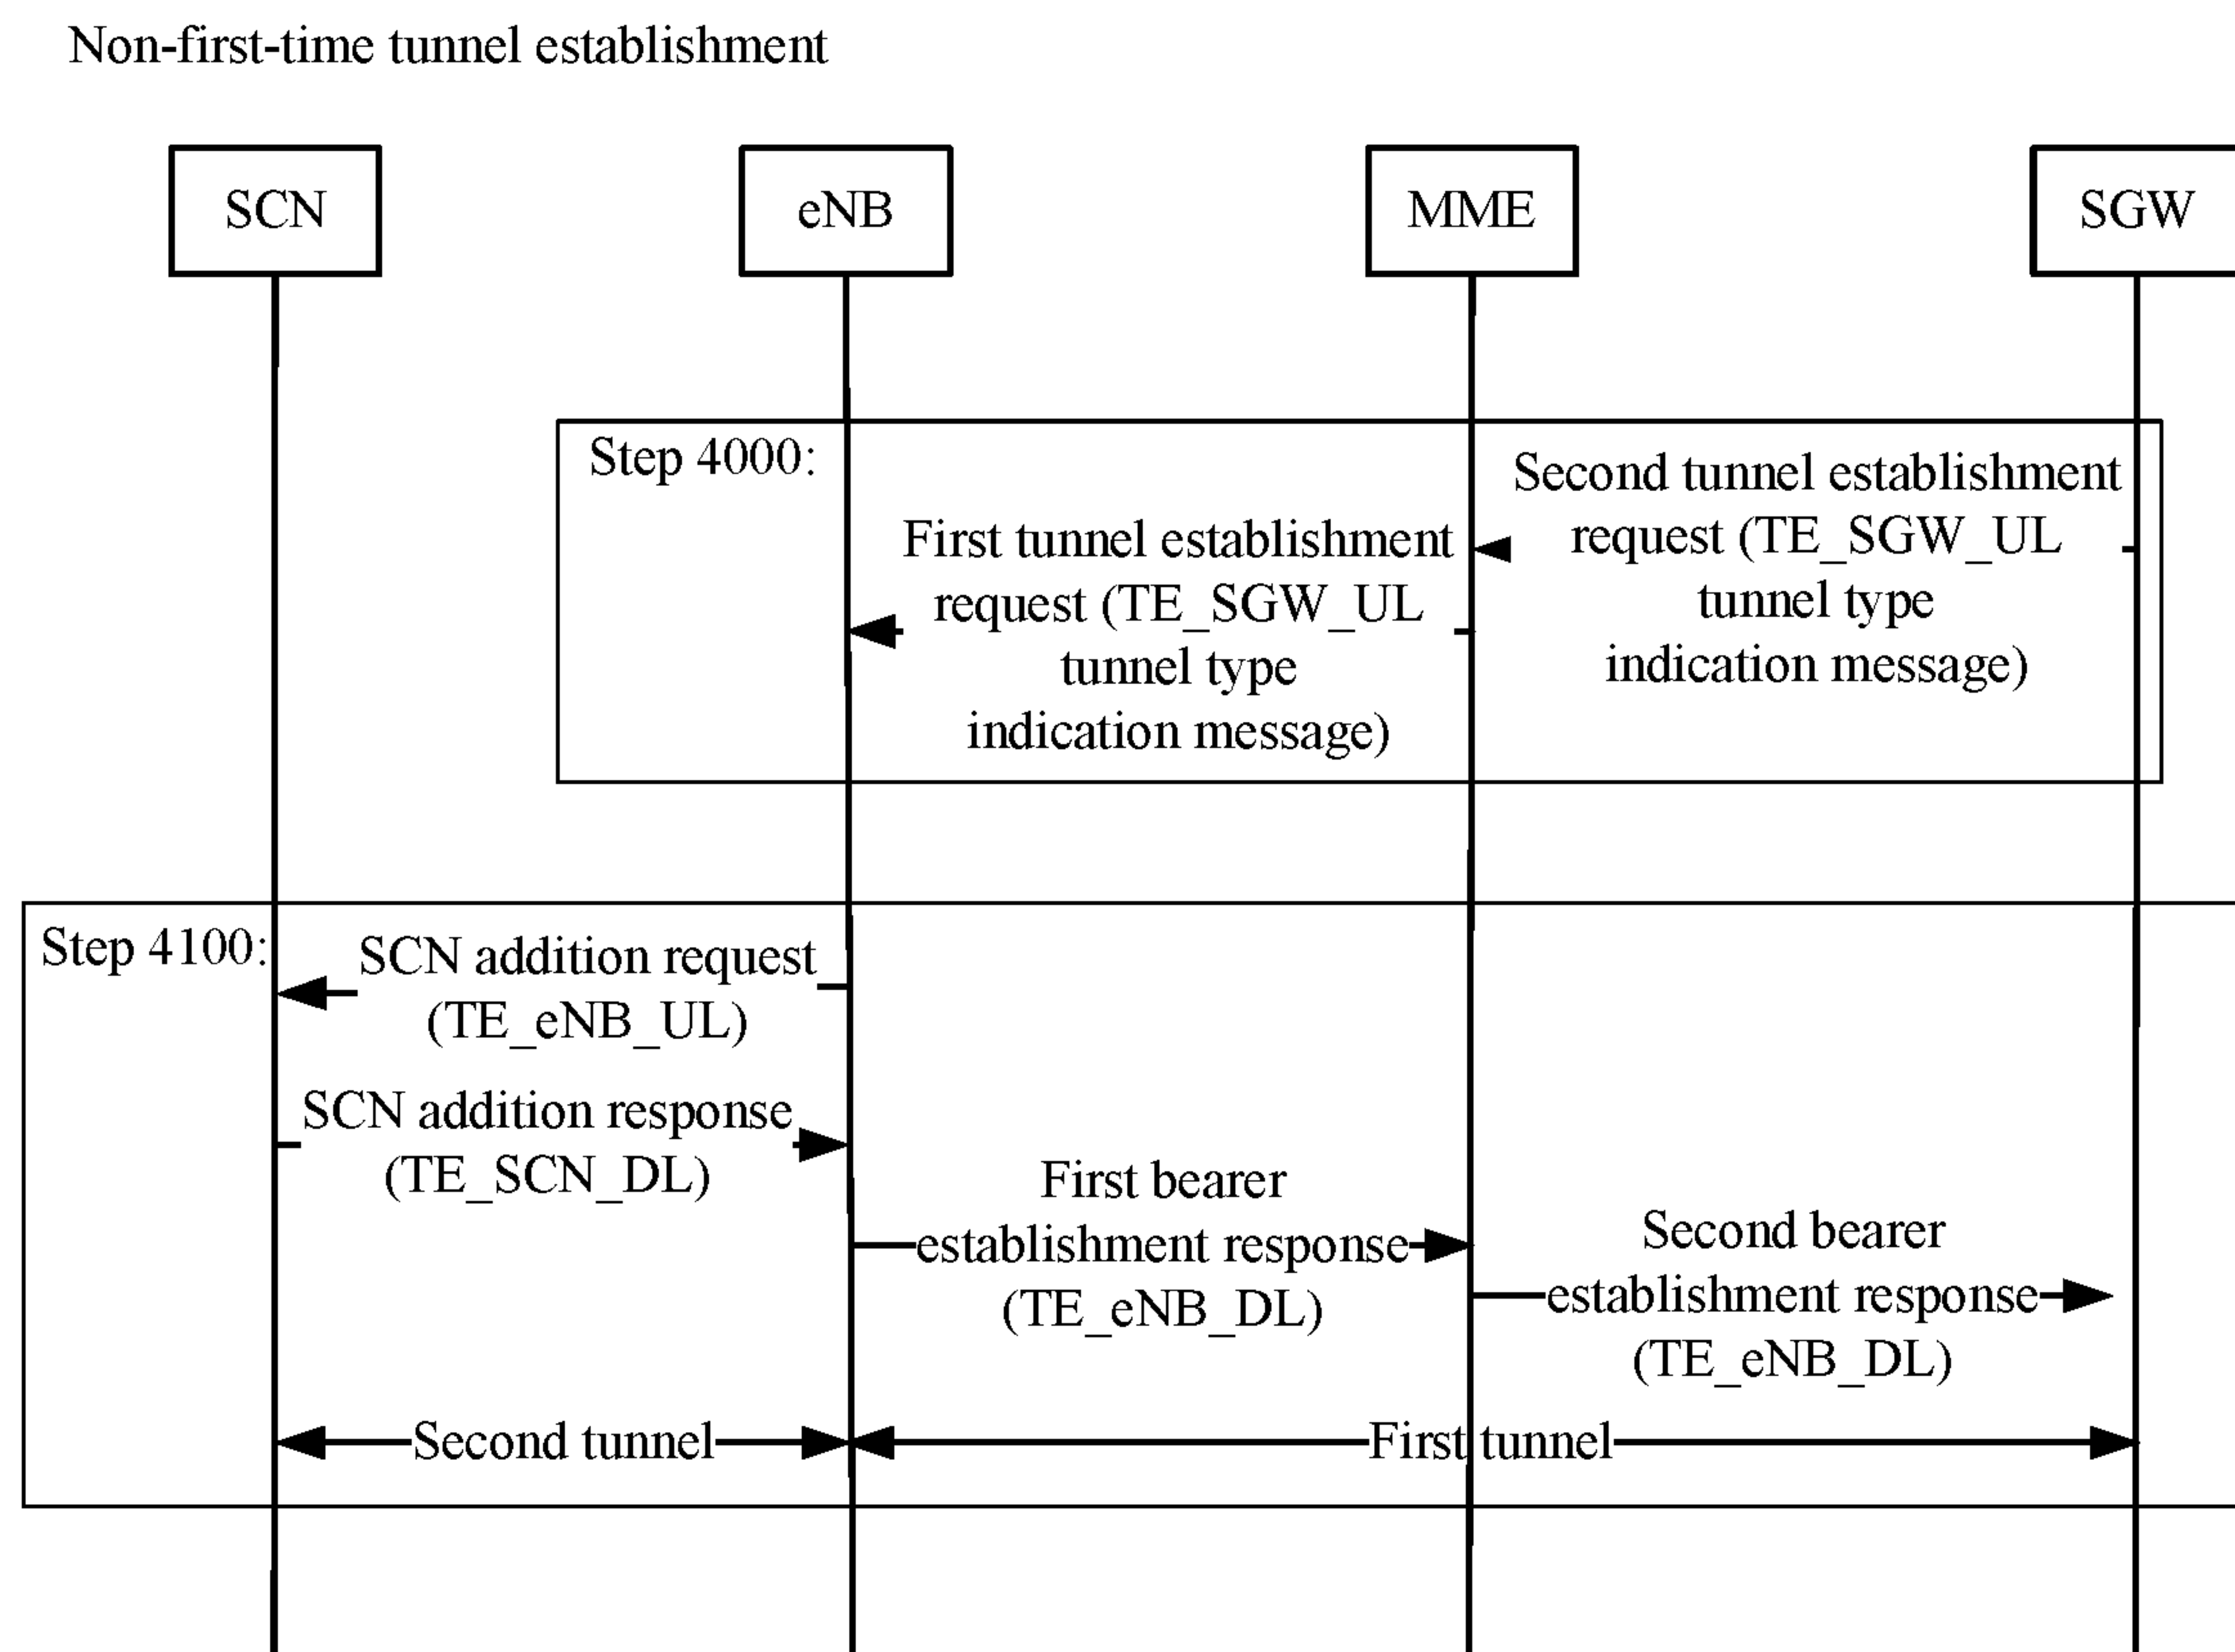 Non-first-time tunnel establishment
SCN
eNB
MME
SGW
Step 4000:
Second tunnel establishment
request (TE_SGW_UL
tunnel type
indication message)
First tunnel establishment
request (TE_SGW_UL
tunnel type
indication message)
Step 4100:
SCN addition request
(TE_eNB_UL)
SCN addition response
(TE_SCN_DL)
First bearer
establishment response
(TE_eNB_DL)
Second bearer
establishment response
(TE_eNB_DL)
Second tunnel
First tunnel